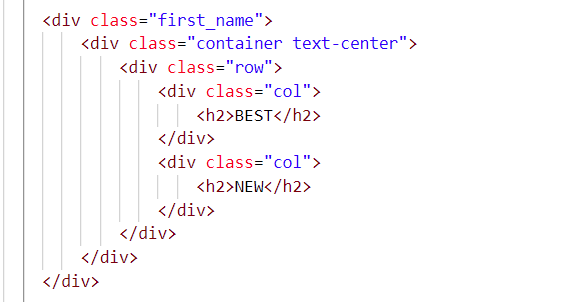 <div class="first_name">
<div class="container text-center">
<div class="row">
<div class="col">
<h2>BEST</h2>
</div>
<div class="col">
<h2>NEW</h2>
</div>
</div>
</div>
</div>